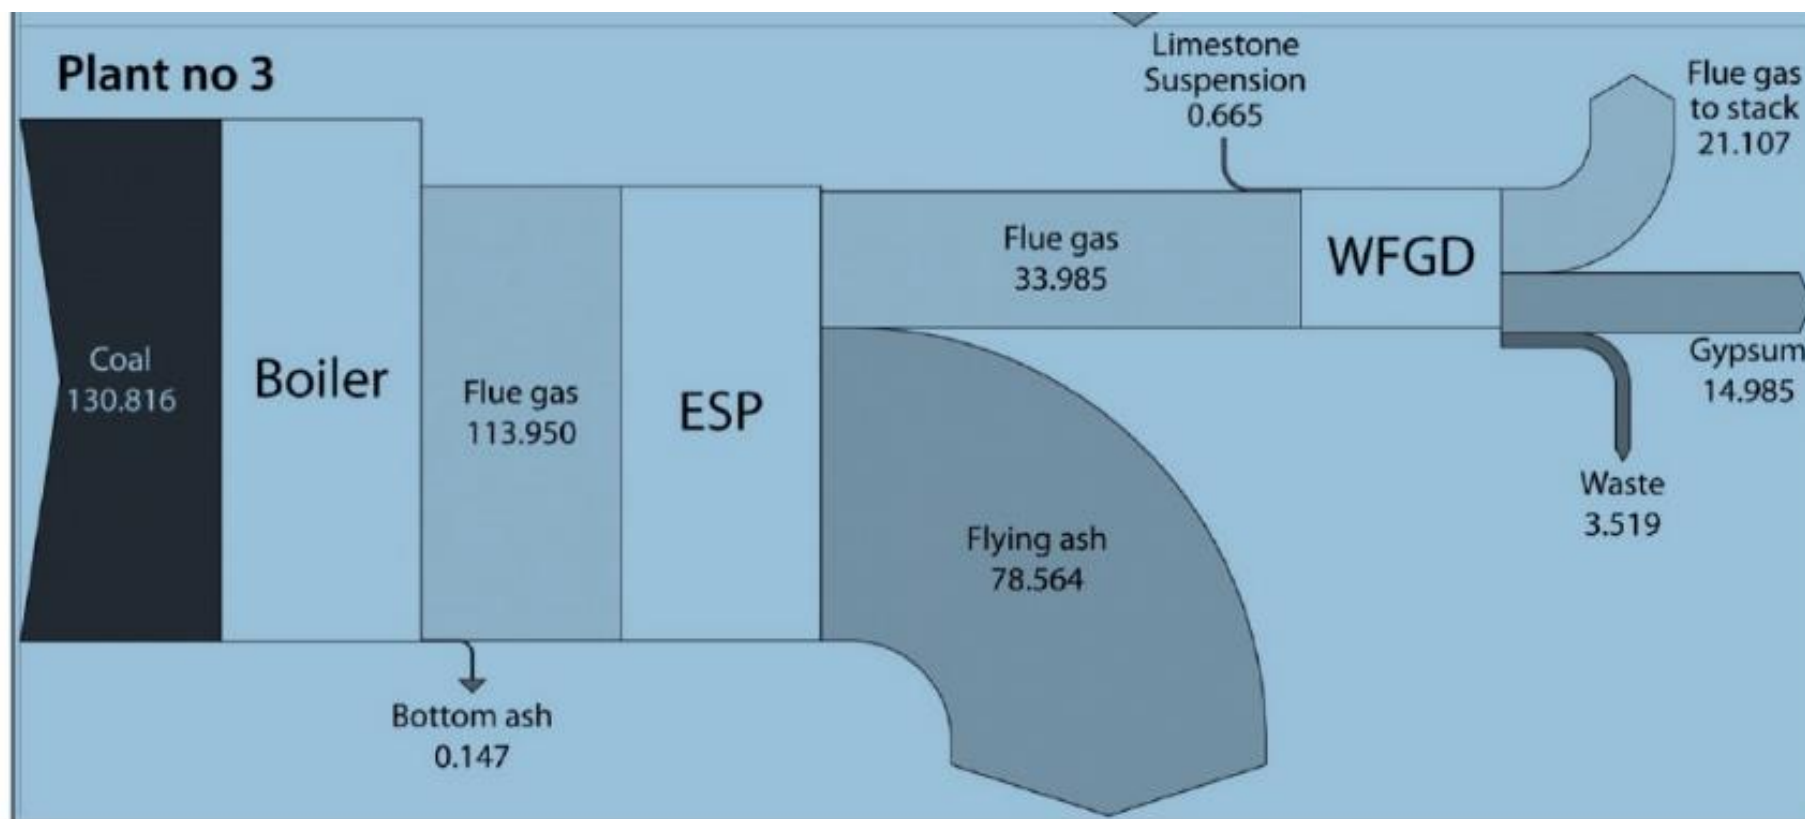 Plant no 3
Limestone
Suspension
0.665
Flue gas
to stack
21.107
Coal
130.816
Boiler
Flue gas
113.950
ESP
Flue gas
33.985
WFGD
Gypsum
14.985
Waste
3.519
Flying ash
78.564
Bottom ash
0.147